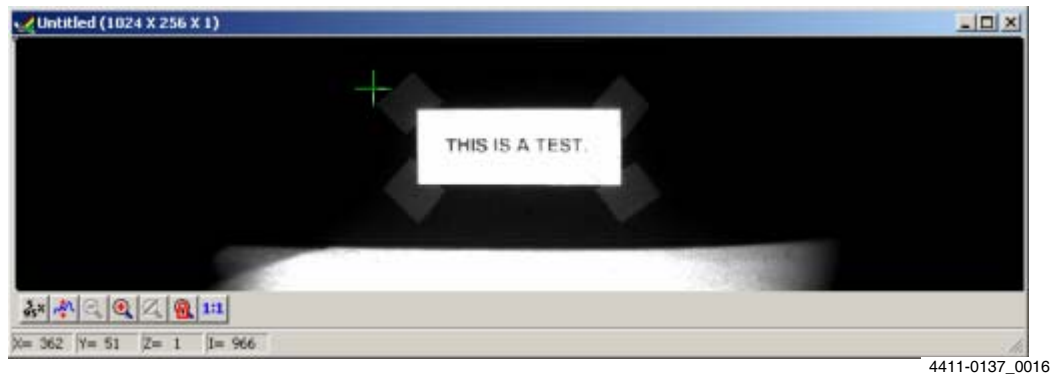 Untitled (1024 X 256 X 1)
THIS IS A TEST.
1:1
X= 362 Y= 51 Z= 1 I= 966
4411-0137_0016